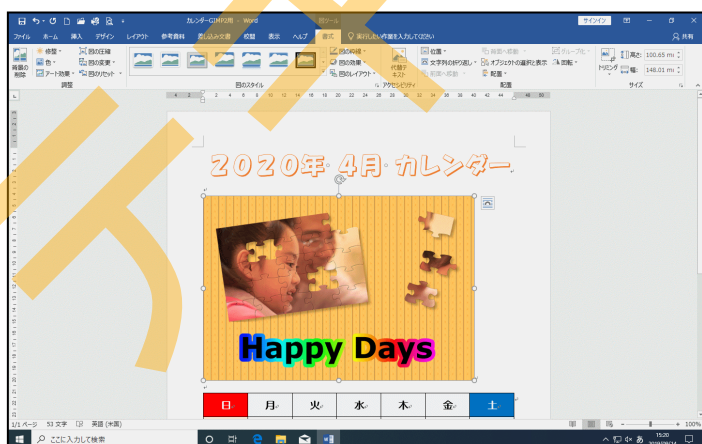 カレンダーGIMP2用 - Word
図ツール
サインイン
ファイル ホーム 挿入 デザイン レイアウト 参考資料 差し込み文書 校閲 表示 ヘルプ 書式 実行したい作業を入力してください
共有
背景の削除
修整
色
アート効果
図の圧縮
図の変更
図のリセット
調整
図のスタイル
図の枠線
図の効果
図のレイアウト
代替テキスト
アクセシビリティ
位置
文字列の折り返し
前面へ移動
オブジェクトの選択と表示
配置
グループ化
回転
配置
トリミング
高さ: 100.65 mm
幅: 148.01 mm
サイズ
2020年 4月 カレンダー
Happy Days
日 月 火 水 木 金 土
1/1 ページ 53 文字 英語 (米国)
100%
ここに入力して検索
あ
15:20